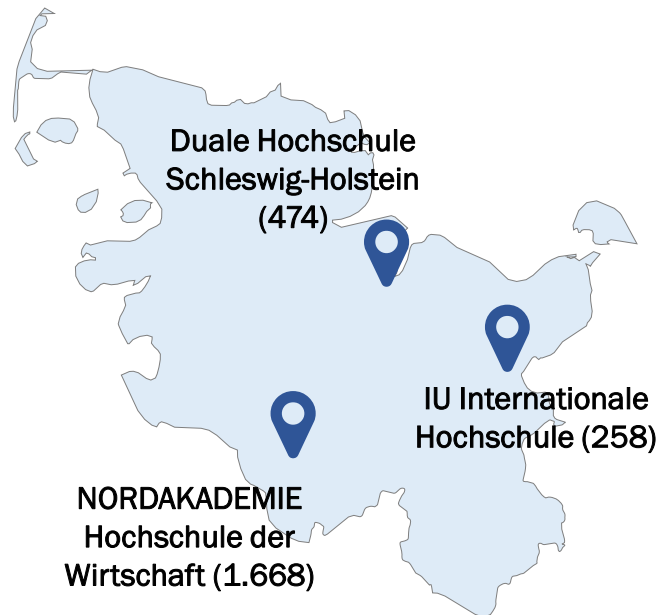 Duale Hochschule
Schleswig-Holstein
(474)
IU Internationale
Hochschule (258)
NORDAKADEMIE
Hochschule der
Wirtschaft (1.668)